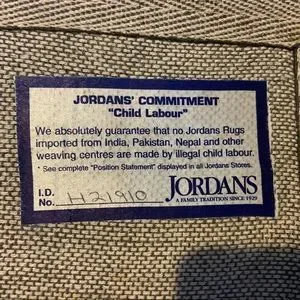 JORDANS' COMMITMENT
"Child Labour"
We absolutely guarantee that no Jordans Rugs
imported from India, Pakistan, Nepal and other
weaving centres are made by illegal child labour.
* See complete "Position Statement" displayed in all Jordans Stores.
I.D.
No. H21910
JORDANS
A FAMILY TRADITION SINCE 1929